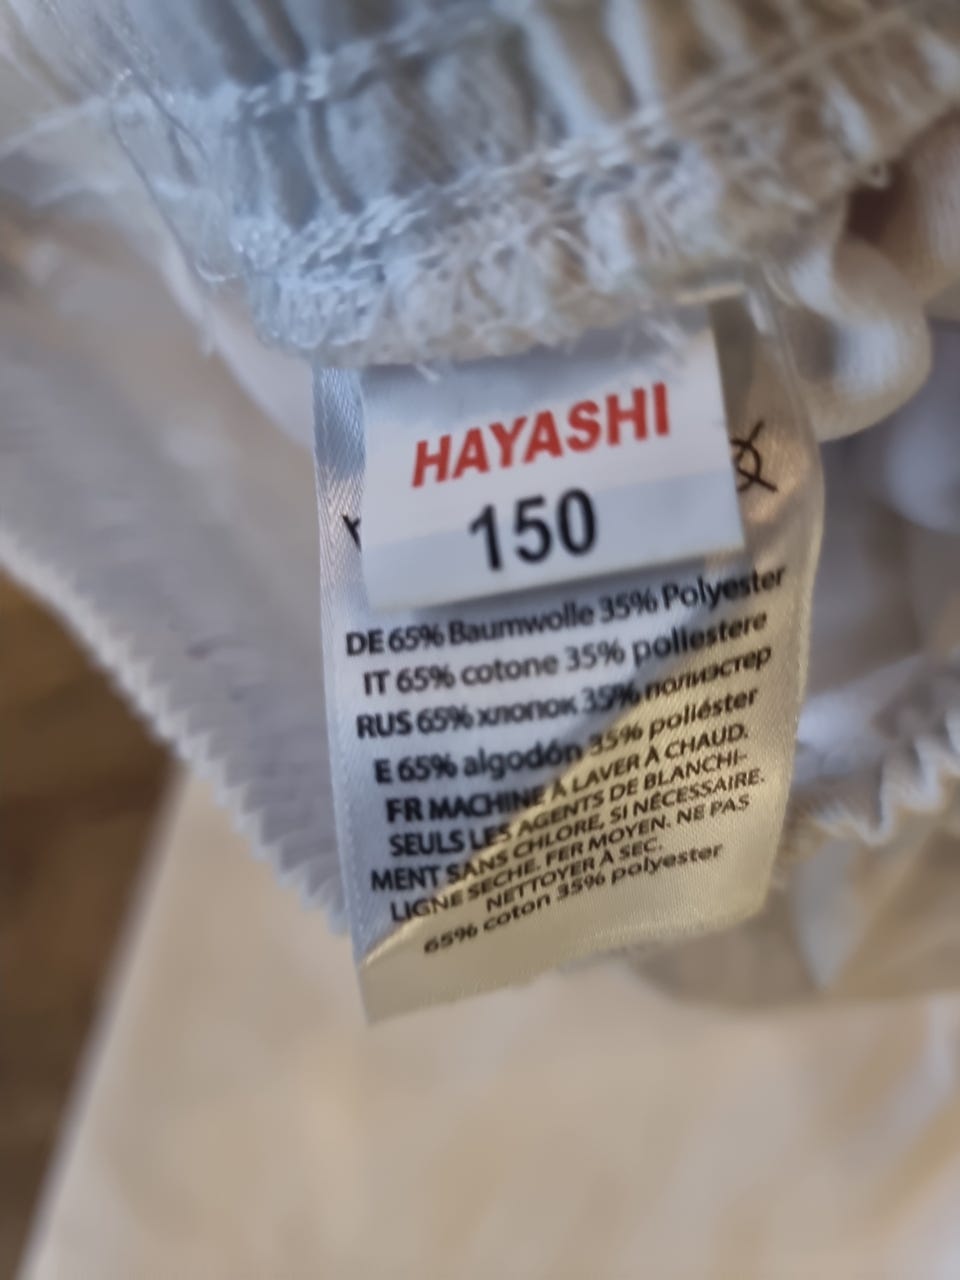 HAYASHI
150
DE 65% Baumwolle 35% Polyester
IT 65% cotone 35% poliestere
RUS 65% хлопок 35% полиэстер
E 65% algodón 35% poliéster
FR MACHINE À LAVER À CHAUD.
SEULS LES AGENTS DE BLANCHI-
MENT SANS CHLORE, SI NÉCESSAIRE.
LIGNE SECHE. FER MOYEN. NE PAS
NETTOYER À SEC.
65% coton 35% polyester